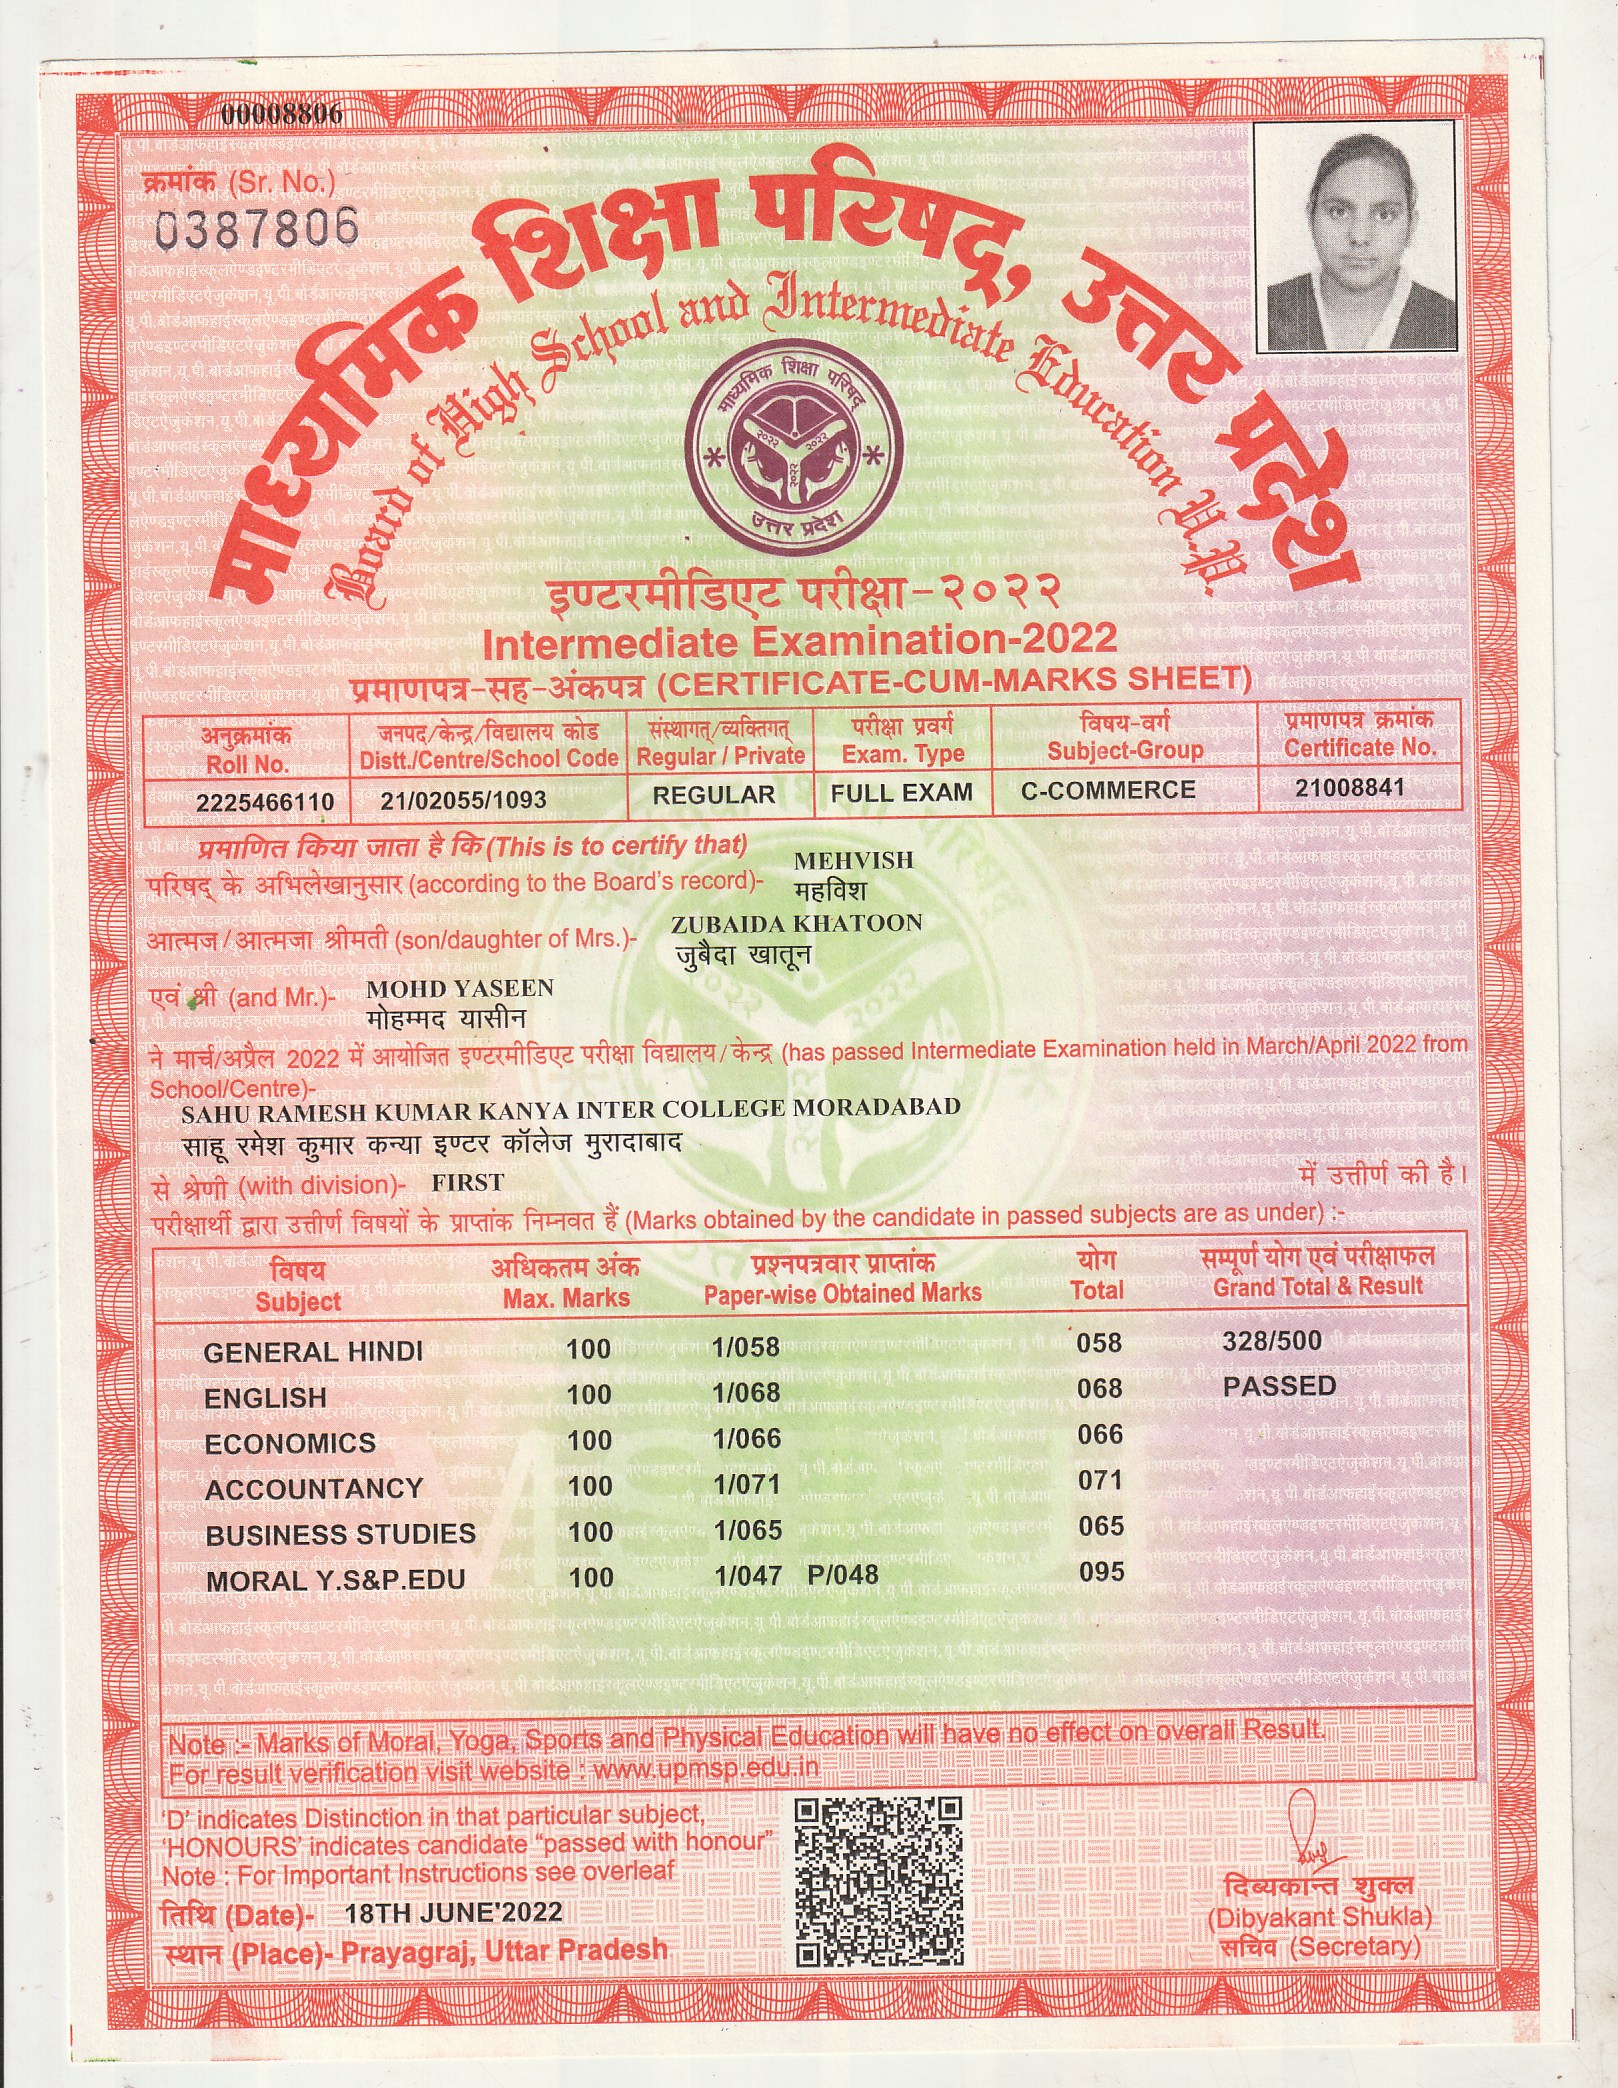 00008806
क्रमांक (Sr. No.)
0387806
माध्यमिक शिक्षा परिषद्, उत्तर प्रदेश
Board of High School and Intermediate Education U.P.
माध्यमिक शिक्षा परिषद्
२०२२ २०२२
२०२२
उत्तर प्रदेश
इण्टरमीडिएट परीक्षा-२०२२
Intermediate Examination-2022
प्रमाणपत्र-सह-अंकपत्र (CERTIFICATE-CUM-MARKS SHEET)
अनुक्रमांक जनपद/केन्द्र/विद्यालय कोड संस्थागत्/व्यक्तिगत् परीक्षा प्रवर्ग विषय-वर्ग प्रमाणपत्र क्रमांक
Roll No. Distt./Centre/School Code Regular / Private Exam. Type Subject-Group Certificate No.
2225466110 21/02055/1093 REGULAR FULL EXAM C-COMMERCE 21008841
प्रमाणित किया जाता है कि (This is to certify that)
MEHVISH
परिषद् के अभिलेखानुसार (according to the Board's record)- महविश
ZUBAIDA KHATOON
आत्मज/आत्मजा श्रीमती (son/daughter of Mrs.)- जुबैदा खातून
एवं श्री (and Mr.)- MOHD YASEEN
मोहम्मद यासीन
ने मार्च/अप्रैल 2022 में आयोजित इण्टरमीडिएट परीक्षा विद्यालय/केन्द्र (has passed Intermediate Examination held in March/April 2022 from
School/Centre)-
SAHU RAMESH KUMAR KANYA INTER COLLEGE MORADABAD
साहू रमेश कुमार कन्या इण्टर कॉलेज मुरादाबाद
से श्रेणी (with division)- FIRST में उत्तीर्ण की है।
परीक्षार्थी द्वारा उत्तीर्ण विषयों के प्राप्तांक निम्नवत हैं (Marks obtained by the candidate in passed subjects are as under) :-
विषय अधिकतम अंक प्रश्नपत्रवार प्राप्तांक योग सम्पूर्ण योग एवं परीक्षाफल
Subject Max. Marks Paper-wise Obtained Marks Total Grand Total & Result
GENERAL HINDI 100 1/058 058 328/500
ENGLISH 100 1/068 068 PASSED
ECONOMICS 100 1/066 066
ACCOUNTANCY 100 1/071 071
BUSINESS STUDIES 100 1/065 065
MORAL Y.S&P.EDU 100 1/047 P/048 095
Note :- Marks of Moral, Yoga, Sports and Physical Education will have no effect on overall Result.
For result verification visit website : www.upmsp.edu.in
'D' indicates Distinction in that particular subject,
'HONOURS' indicates candidate "passed with honour"
Note : For Important Instructions see overleaf
तिथि (Date)- 18TH JUNE'2022
स्थान (Place)- Prayagraj, Uttar Pradesh
दिब्यकान्त शुक्ल
(Dibyakant Shukla)
सचिव (Secretary)